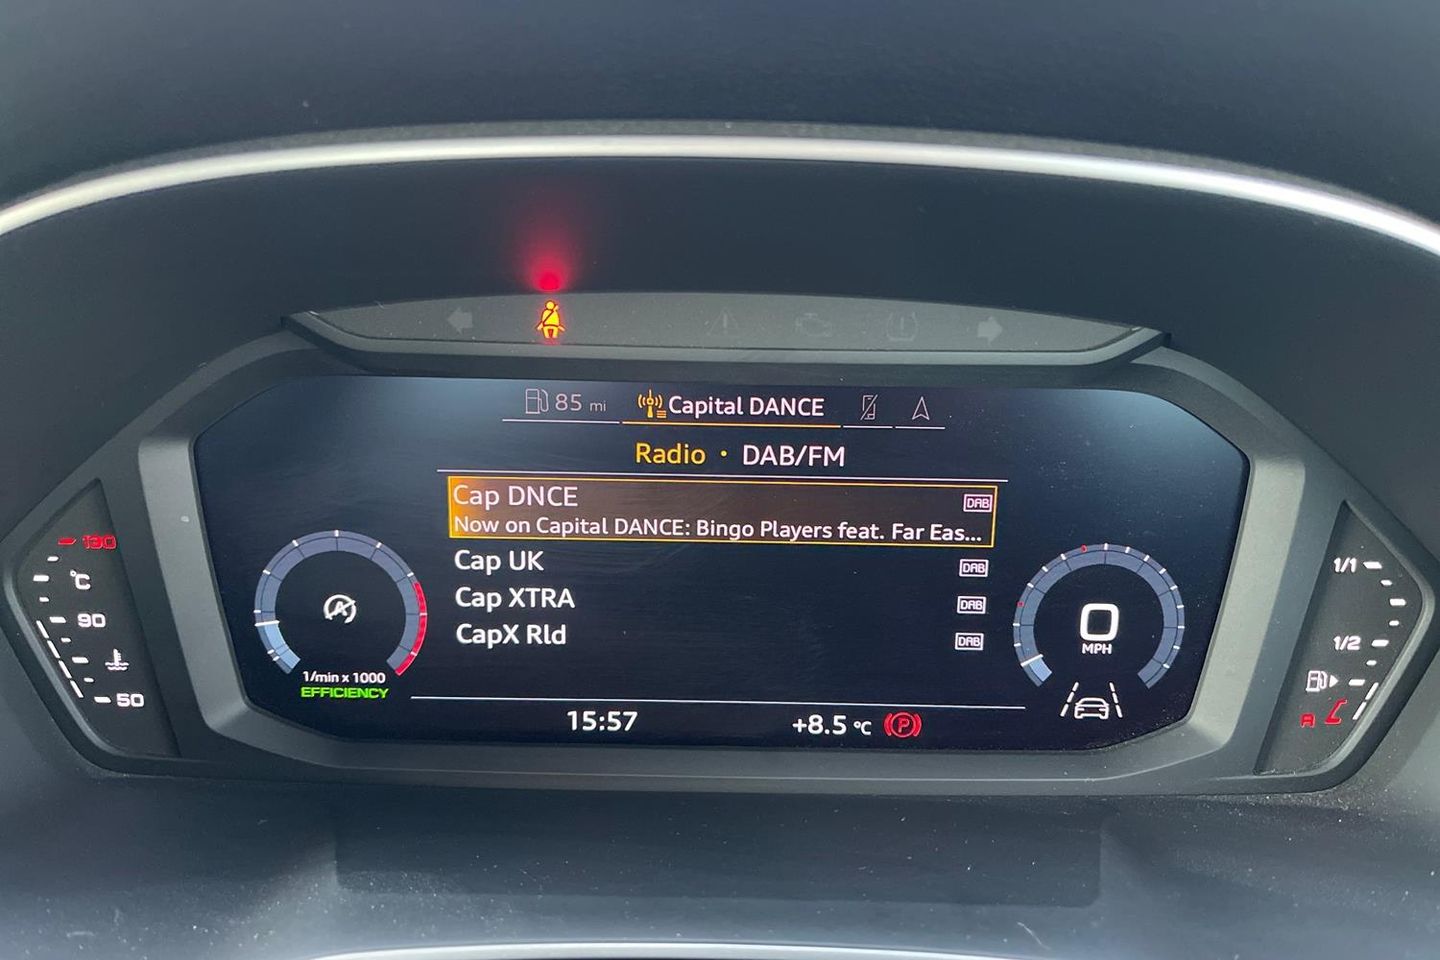 85 mi
Capital DANCE
Radio • DAB/FM
Cap DNCE DAB
Now on Capital DANCE: Bingo Players feat. Far Eas...
Cap UK DAB
Cap XTRA DAB
CapX Rld DAB
130
°C
90
50
A
1/min x 1000
EFFICIENCY
0
MPH
15:57
+8.5 °C
P
1/1
1/2
R